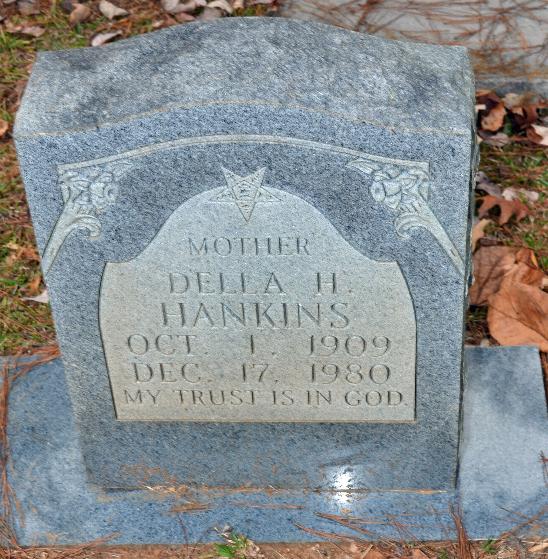 MOTHER
DELLA H.
HANKINS
OCT. 1. 1909
DEC. 17. 1980
MY TRUST IS IN GOD.